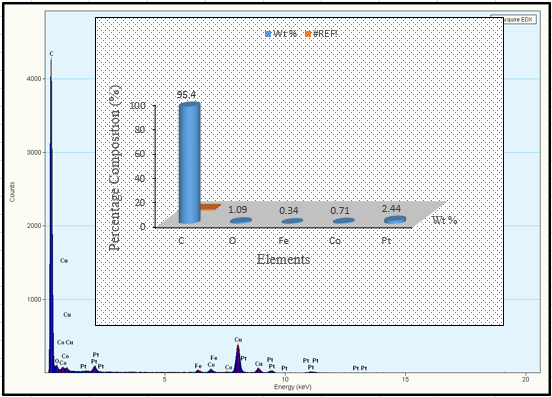 Acquire EDX
Wt % #REF!
95.4
Percentage Composition (%)
100
80
60
40
20
0
1.09 0.34 0.71 2.44
Wt %
C O Fe Co Pt
Elements
C
4000
3000
2000
1000
Counts
Cu
Cu
Co Cu
Co
O Co
Pt
Pt
Pt
Pt
Fe
Fe
Co
Co
Cu
Pt
Cu
Pt
Pt
Pt
Pt Pt
Pt
Pt Pt
5 10 15 20
Energy (keV)